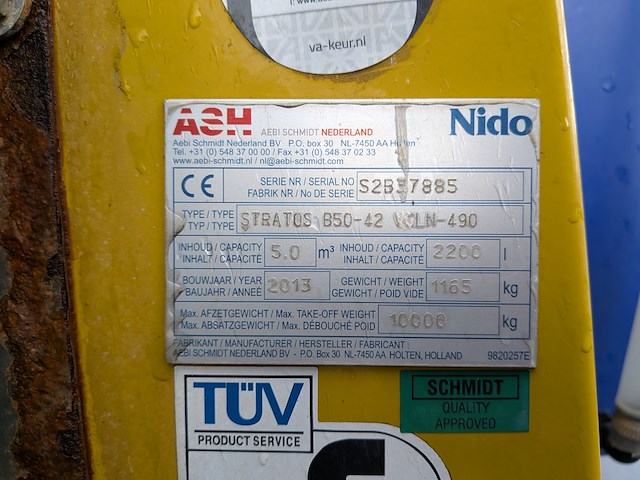 va-keur.nl
ASH AEBI SCHMIDT NEDERLAND Nido
Aebi Schmidt Nederland BV P.O. box 30 NL-7450 AA Holten
Tel. +31 (0) 548 37 00 00 / Fax +31 (0) 548 37 02 33
www.aebi-schmidt.nl / nl@aebi-schmidt.com
CE SERIE NR / SERIAL NO S2B37885
FABRIK NR / No DE SERIE
TYPE / TYPE STRATOS B50-42 LN-490
TYP / TYPE
INHOUD / CAPACITY 5.0 m³ INHOUD / CAPACITY 2200 l
INHALT / CAPACITÉ INHALT / CAPACITÉ
BOUWJAAR / YEAR 2013 GEWICHT / WEIGHT 1165 kg
BAUJAHR / ANNEÉ GEWICHT / POID VIDE
MAX. AFZETGEWICHT / MAX. TAKE-OFF WEIGHT 10000 kg
MAX. ABSATZGEWICHT / MAX. DÉBOUCHÉ POID
FABRIKANT / MANUFACTURER / HERSTELLER / FABRICANT :
AEBI SCHMIDT NEDERLAND BV - P.O. Box 30 NL-7450 AA HOLTEN, HOLLAND 9820257E
TÜV
PRODUCT SERVICE
SCHMIDT
QUALITY
APPROVED